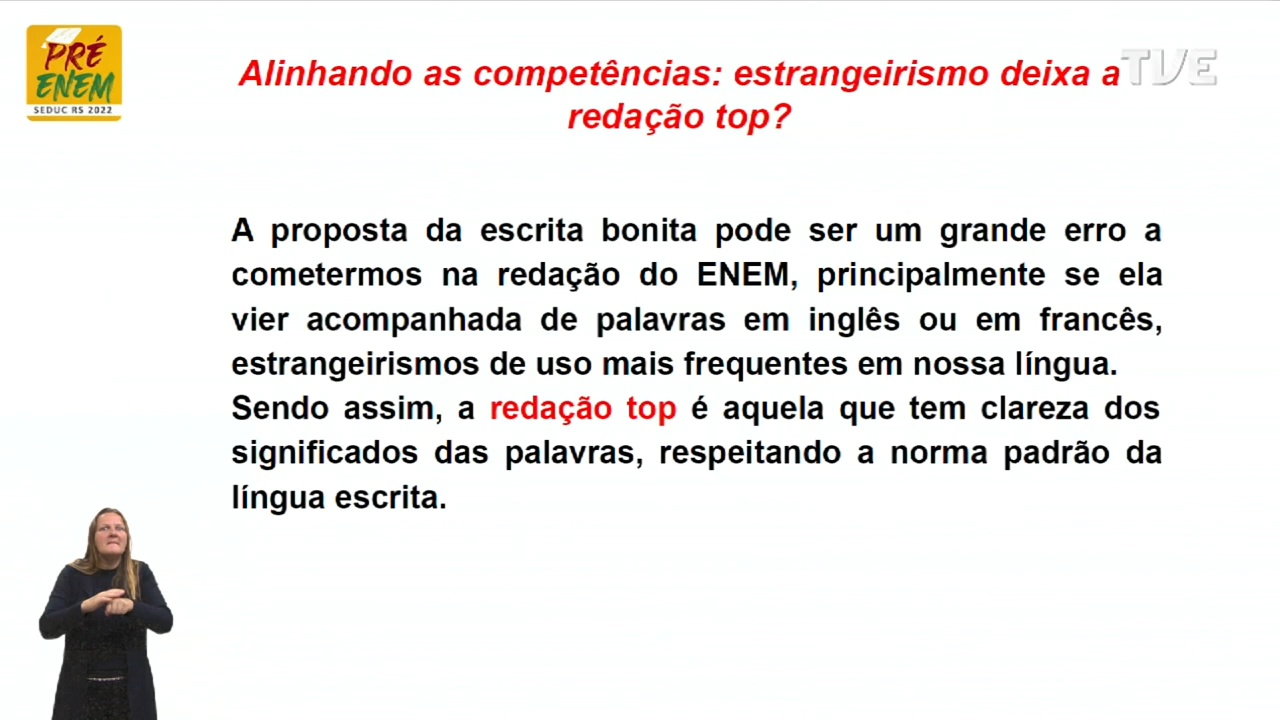 PRÉ
ENEM
SEDUC RS 2022
Alinhando as competências: estrangeirismo deixa a
redação top?
TVE
A proposta da escrita bonita pode ser um grande erro a
cometermos na redação do ENEM, principalmente se ela
vier acompanhada de palavras em inglês ou em francês,
estrangeirismos de uso mais frequentes em nossa língua.
Sendo assim, a redação top é aquela que tem clareza dos
significados das palavras, respeitando a norma padrão da
língua escrita.